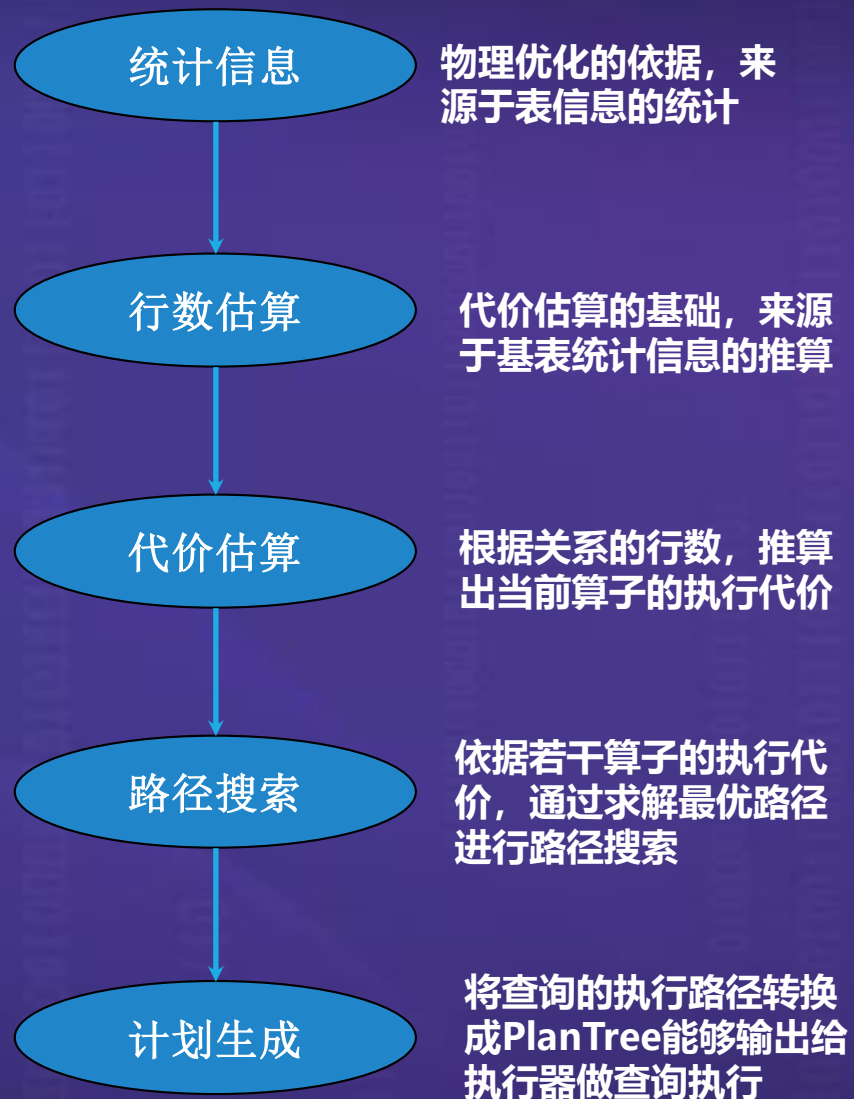 统计信息
物理优化的依据，来
源于表信息的统计
行数估算
代价估算的基础，来源
于基表统计信息的推算
代价估算
根据关系的行数，推算
出当前算子的执行代价
路径搜索
依据若干算子的执行代
价，通过求解最优路径
进行路径搜索
计划生成
将查询的执行路径转换
成PlanTree能够输出给
执行器做查询执行